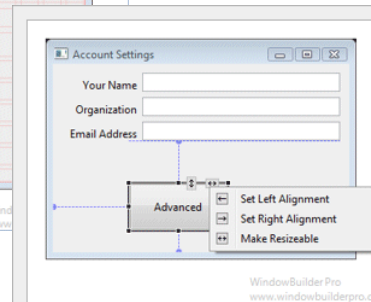 Account Settings
Your Name
Organization
Email Address
Advanced
Set Left Alignment
Set Right Alignment
Make Resizeable
WindowBuilder Pro
www.windowbuilderpro.c